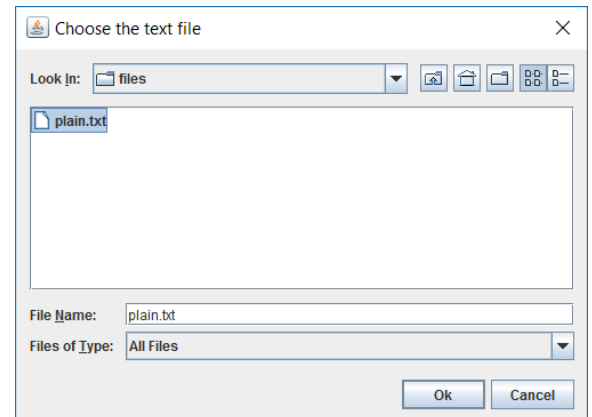 Choose the text file
Look In: files
plain.txt
File Name: plain.txt
Files of Type: All Files
Ok Cancel